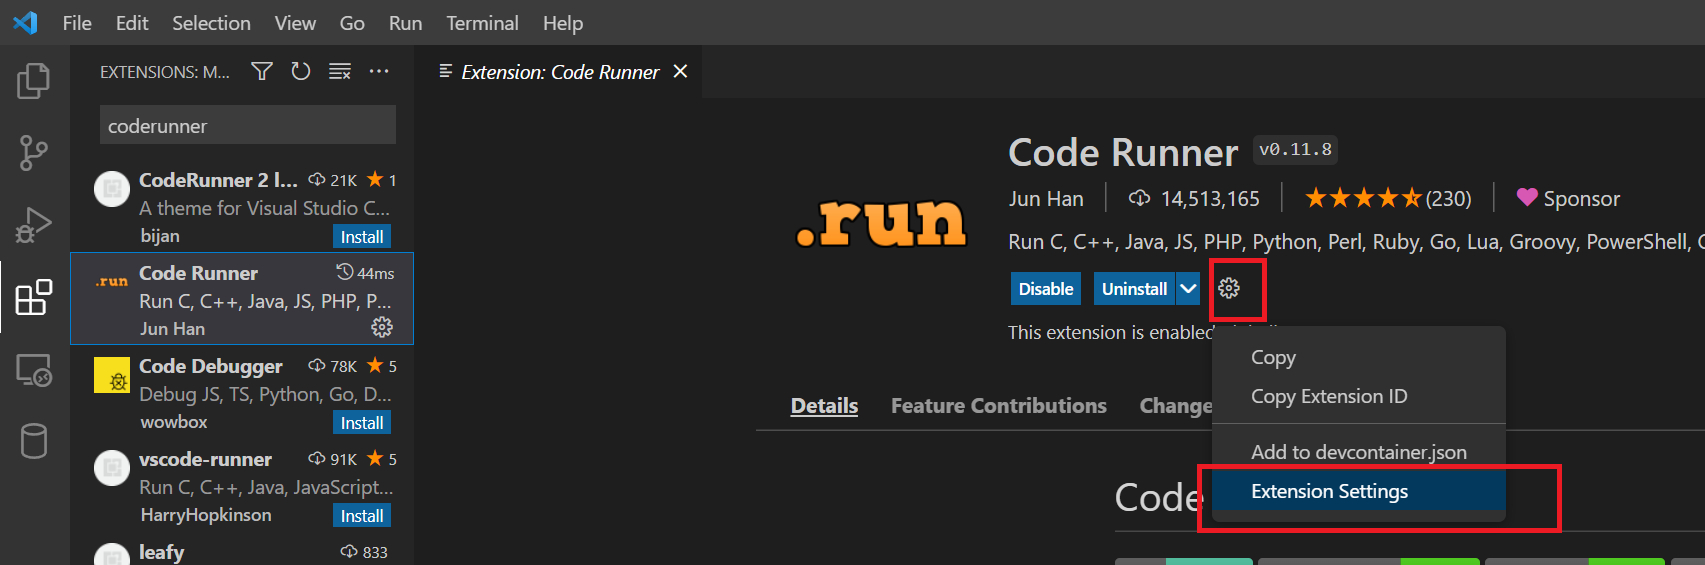 File Edit Selection View Go Run Terminal Help
EXTENSIONS: M...
Extension: Code Runner
coderunner
CodeRunner 2 l... 21K 1
A theme for Visual Studio C...
bijan Install
Code Runner 44ms
Run C, C++, Java, JS, PHP, P...
Jun Han
Code Debugger 78K 5
Debug JS, TS, Python, Go, D...
wowbox Install
vscode-runner 91K 5
Run C, C++, Java, JavaScript...
HarryHopkinson Install
leafy 833
.run
.run
Code Runner v0.11.8
Jun Han 14,513,165 (230) Sponsor
Run C, C++, Java, JS, PHP, Python, Perl, Ruby, Go, Lua, Groovy, PowerShell,
Disable Uninstall
This extension is enabled
Details Feature Contributions Change
Code
Copy
Copy Extension ID
Add to devcontainer.json
Extension Settings